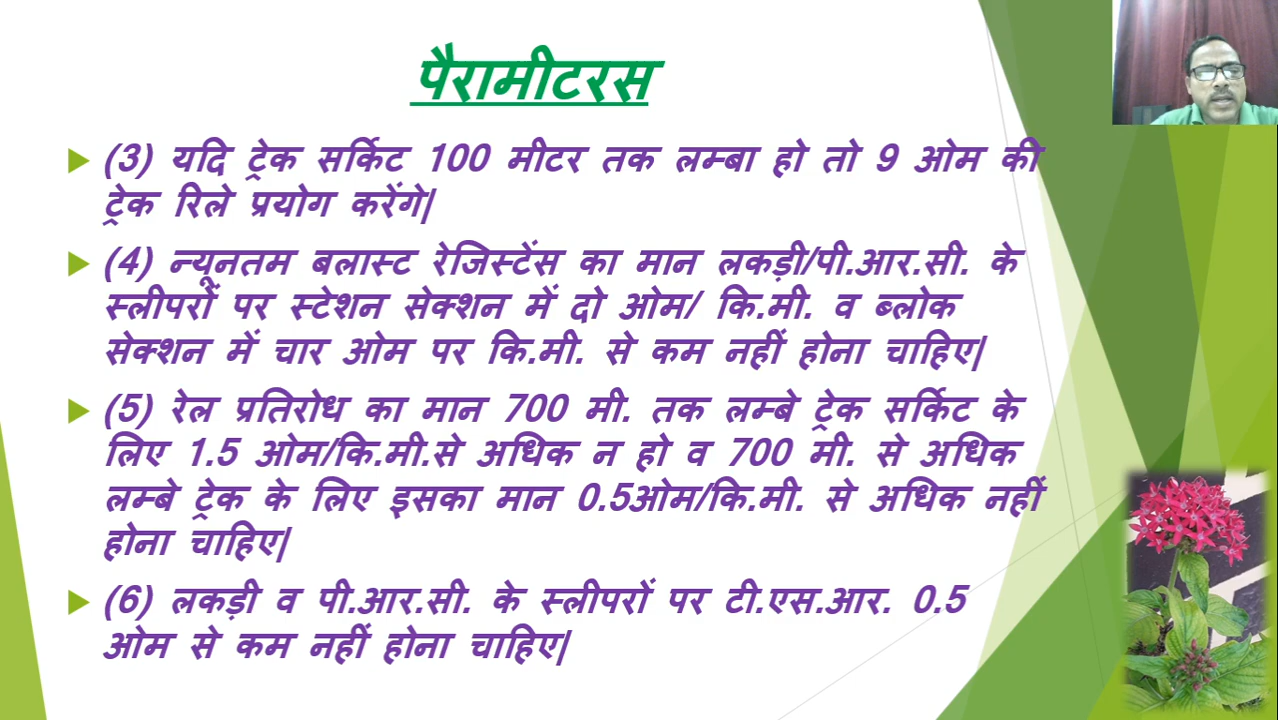 पैरामीटरस
(3) यदि ट्रेक सर्किट 100 मीटर तक लम्बा हो तो 9 ओम की
ट्रेक रिले प्रयोग करेंगे|
(4) न्यूनतम बलास्ट रेजिस्टेंस का मान लकड़ी/पी.आर.सी. के
स्लीपरों पर स्टेशन सेक्शन में दो ओम/ कि.मी. व ब्लोक
सेक्शन में चार ओम पर कि.मी. से कम नहीं होना चाहिए|
(5) रेल प्रतिरोध का मान 700 मी. तक लम्बे ट्रेक सर्किट के
लिए 1.5 ओम/कि.मी.से अधिक न हो व 700 मी. से अधिक
लम्बे ट्रेक के लिए इसका मान 0.5ओम/कि.मी. से अधिक नहीं
होना चाहिए|
(6) लकड़ी व पी.आर.सी. के स्लीपरों पर टी.एस.आर. 0.5
ओम से कम नहीं होना चाहिए|